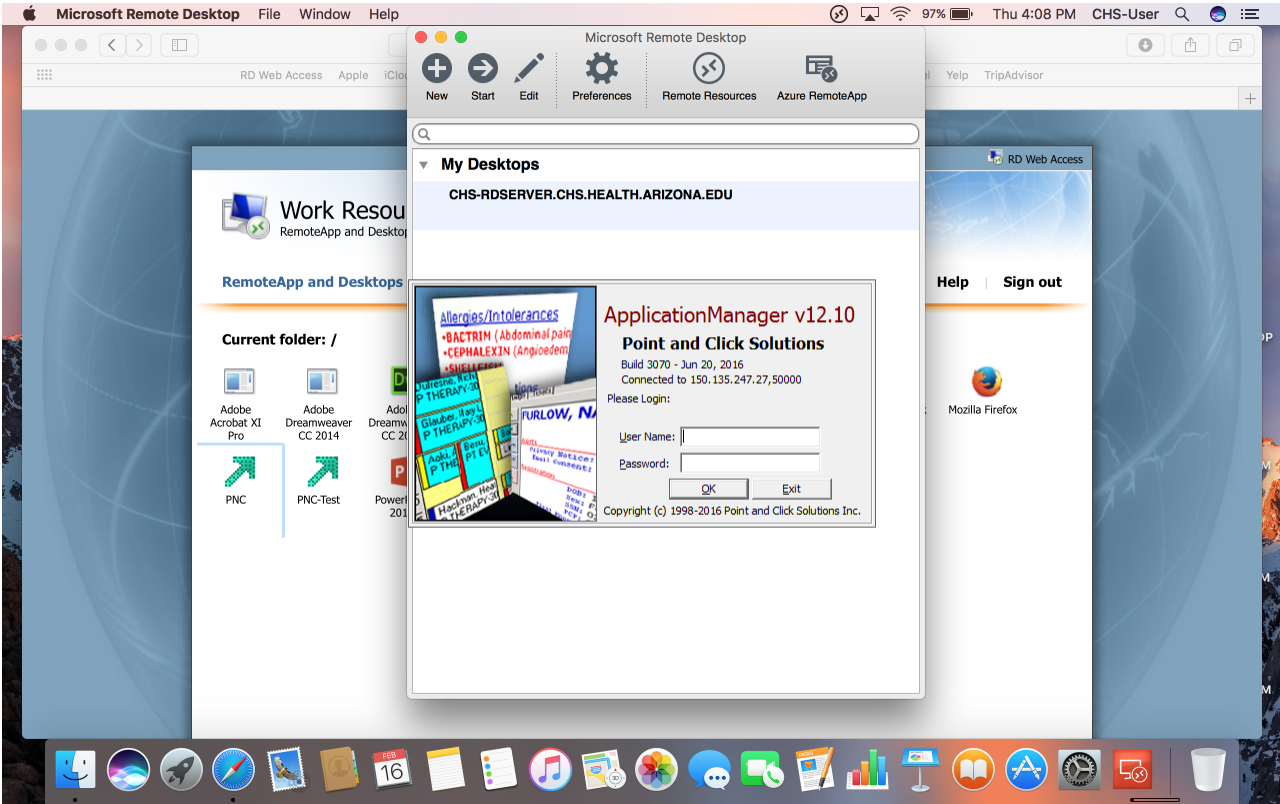 Microsoft Remote Desktop File Window Help 97% Thu 4:08 PM CHS-User
Microsoft Remote Desktop
New Start Edit Preferences Remote Resources Azure RemoteApp
RD Web Access Apple Yelp TripAdvisor
My Desktops
CHS-RDSERVER.CHS.HEALTH.ARIZONA.EDU
RD Web Access
Work Resou
RemoteApp and Desktop
RemoteApp and Desktops Help | Sign out
Current folder: /
Adobe
Acrobat XI
Pro
Adobe
Dreamweaver
CC 2014
Mozilla Firefox
PNC
PNC-Test
Allergies/Intolerances
•BACTRIM (Abdominal pain
•CEPHALEXIN (Angioedem
FURLOW, NA
ApplicationManager v12.10
Point and Click Solutions
Build 3070 - Jun 20, 2016
Connected to 150.135.247.27,50000
Please Login:
User Name:
Password:
OK Exit
Copyright (c) 1998-2016 Point and Click Solutions Inc.
FEB
16